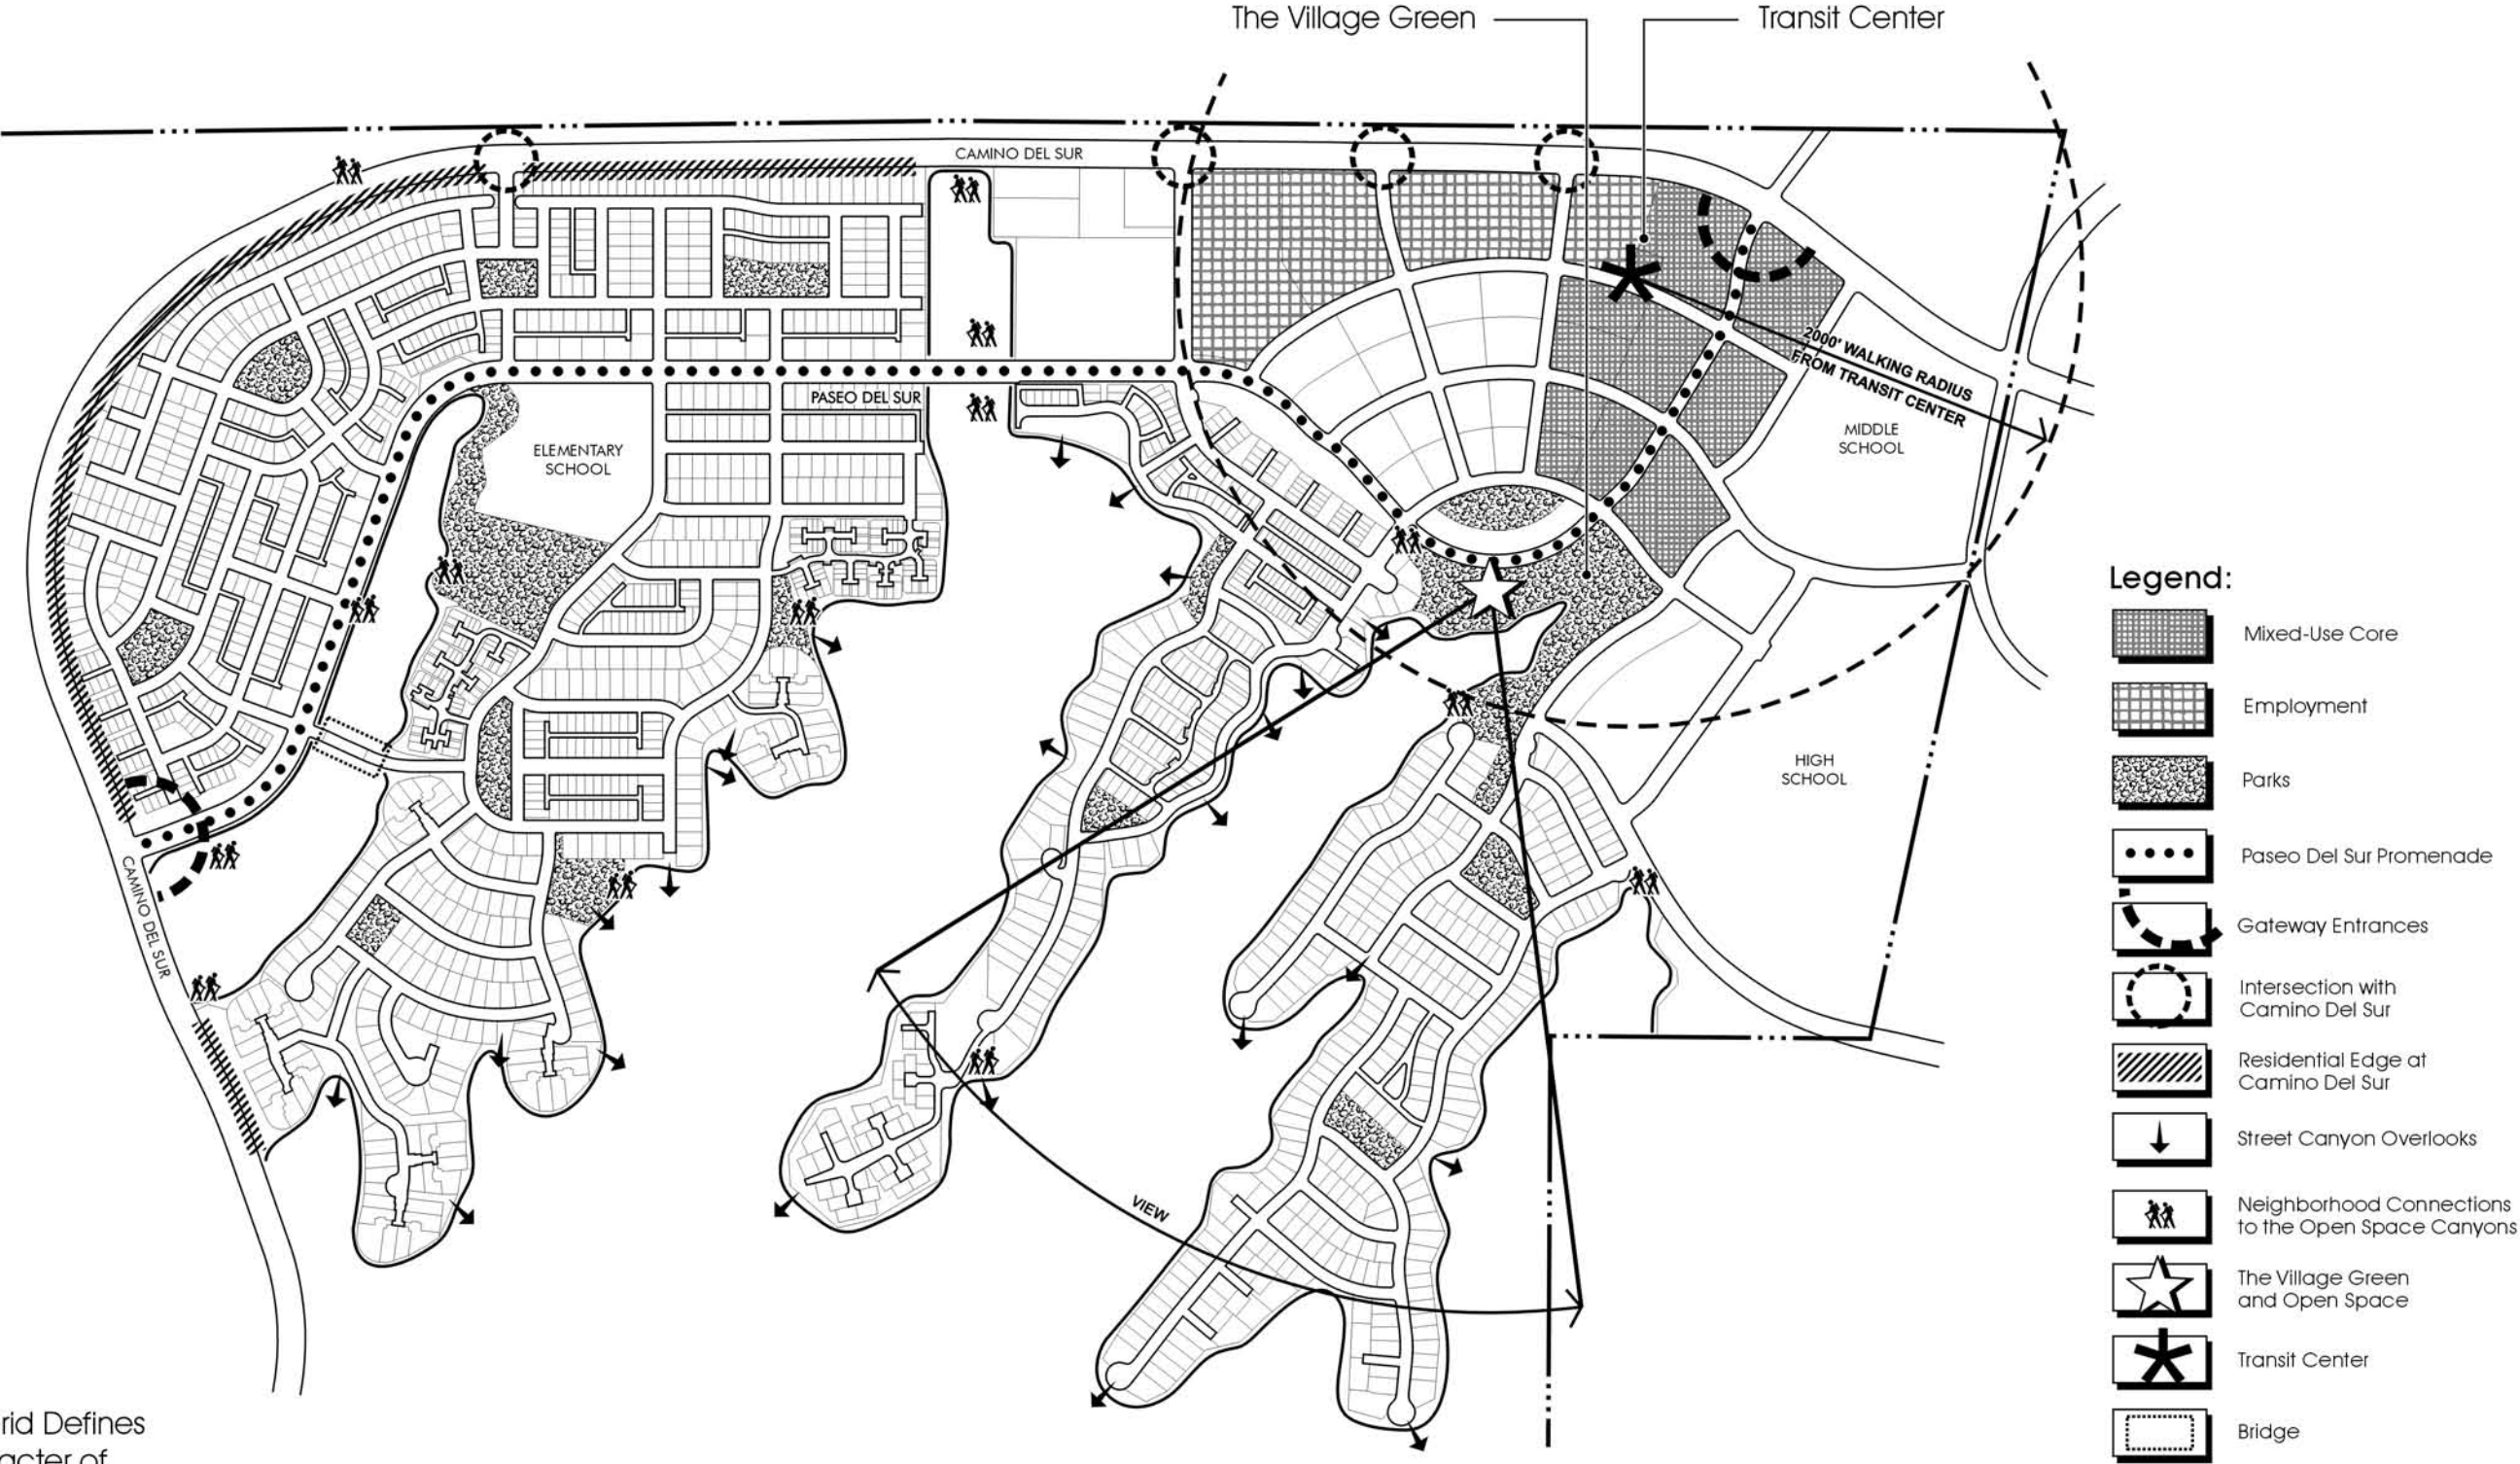 The Village Green
Transit Center
CAMINO DEL SUR
2000' WALKING RADIUS
FROM TRANSIT CENTER
PASEO DEL SUR
ELEMENTARY
SCHOOL
MIDDLE
SCHOOL
HIGH
SCHOOL
CAMINO DEL SUR
VIEW
Legend:
Mixed-Use Core
Employment
Parks
Paseo Del Sur Promenade
Gateway Entrances
Intersection with
Camino Del Sur
Residential Edge at
Camino Del Sur
Street Canyon Overlooks
Neighborhood Connections
to the Open Space Canyons
The Village Green
and Open Space
Transit Center
Bridge
rid Defines
acter of